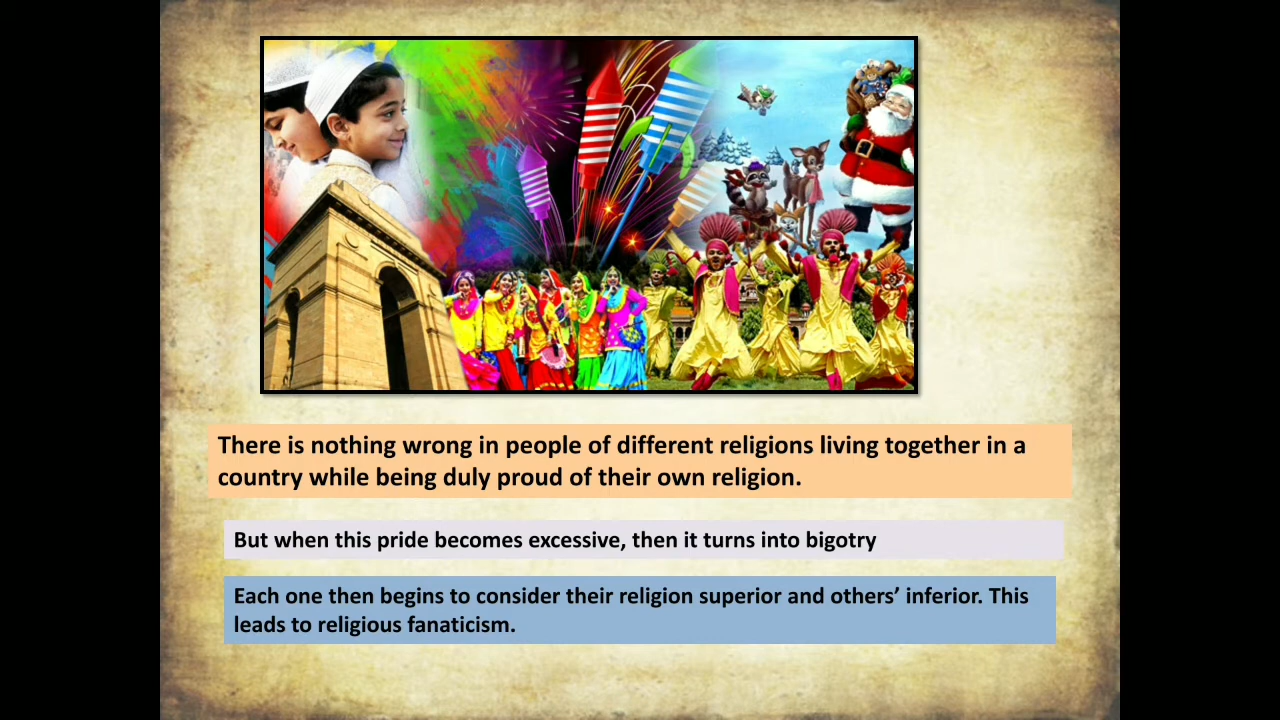 There is nothing wrong in people of different religions living together in a
country while being duly proud of their own religion.
But when this pride becomes excessive, then it turns into bigotry
Each one then begins to consider their religion superior and others’ inferior. This
leads to religious fanaticism.